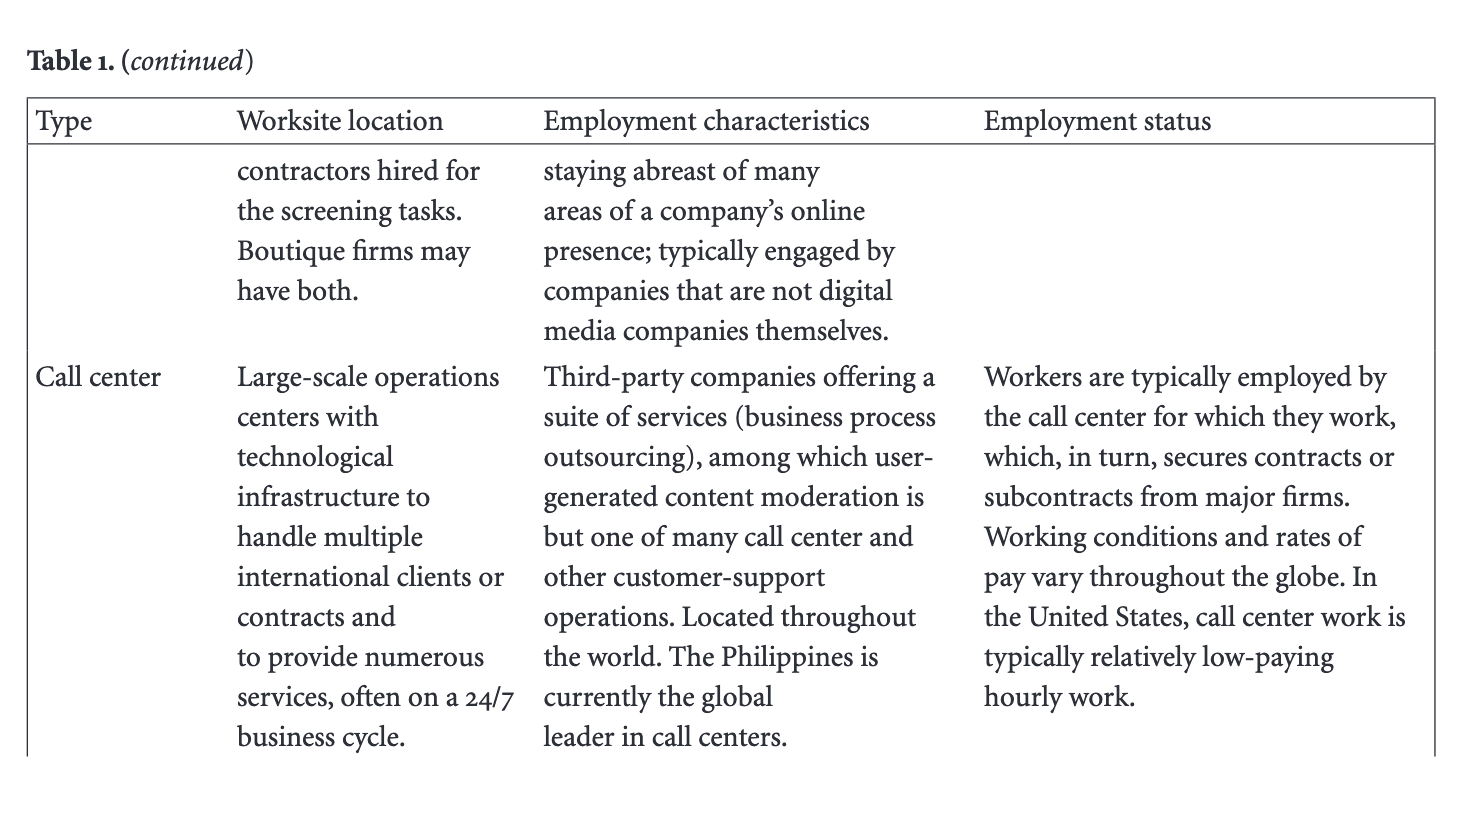 Table 1. (continued)
Type Worksite location Employment characteristics Employment status
contractors hired for
the screening tasks.
Boutique firms may
have both.
staying abreast of many
areas of a company’s online
presence; typically engaged by
companies that are not digital
media companies themselves.
Call center
Large-scale operations
centers with
technological
infrastructure to
handle multiple
international clients or
contracts and
to provide numerous
services, often on a 24/7
business cycle.
Third-party companies offering a
suite of services (business process
outsourcing), among which user-
generated content moderation is
but one of many call center and
other customer-support
operations. Located throughout
the world. The Philippines is
currently the global
leader in call centers.
Workers are typically employed by
the call center for which they work,
which, in turn, secures contracts or
subcontracts from major firms.
Working conditions and rates of
pay vary throughout the globe. In
the United States, call center work is
typically relatively low-paying
hourly work.